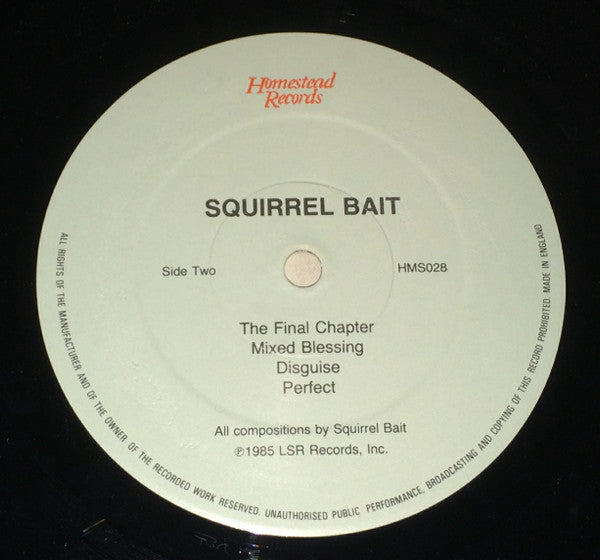 Homestead
Records
SQUIRREL BAIT
Side Two
HMS028
The Final Chapter
Mixed Blessing
Disguise
Perfect
All compositions by Squirrel Bait
℗1985 LSR Records, Inc.
ALL RIGHTS OF THE MANUFACTURER AND OF THE OWNER OF THE RECORDED WORK RESERVED. UNAUTHORISED PUBLIC PERFORMANCE, BROADCASTING AND COPYING OF THIS RECORD PROHIBITED. MADE IN ENGLAND